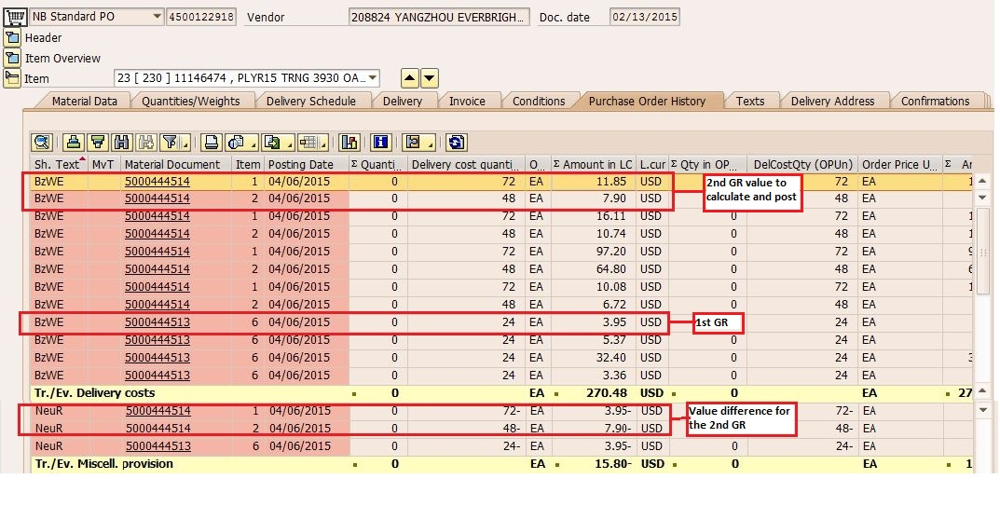 NB Standard PO 4500122918 Vendor 208824 YANGZHOU EVERBRIGH... Doc. date 02/13/2015
Header
Item Overview
Item 23 [ 230 ] 11146474 , PLYR15 TRNG 3930 OA...
Material Data Quantities/Weights Delivery Schedule Delivery Invoice Conditions Purchase Order History Texts Delivery Address Confirmations
Sh. Text MvT Material Document Item Posting Date Σ Quanti... Delivery cost quanti... O... Σ Amount in LC L.cur Σ Qty in OP... DelCostQty (OPUn) Order Price U... Σ Ar
BzWE 5000444514 1 04/06/2015 0 72 EA 11.85 USD 2nd GR value to 72 EA 1
BzWE 5000444514 2 04/06/2015 0 48 EA 7.90 USD calculate and post 48 EA
BzWE 5000444514 1 04/06/2015 0 72 EA 16.11 USD 0 72 EA 1
BzWE 5000444514 2 04/06/2015 0 48 EA 10.74 USD 0 48 EA 1
BzWE 5000444514 1 04/06/2015 0 72 EA 97.20 USD 0 72 EA 9
BzWE 5000444514 2 04/06/2015 0 48 EA 64.80 USD 0 48 EA 6
BzWE 5000444514 1 04/06/2015 0 72 EA 10.08 USD 0 72 EA 1
BzWE 5000444514 2 04/06/2015 0 48 EA 6.72 USD 0 48 EA
BzWE 5000444513 6 04/06/2015 0 24 EA 3.95 USD 1st GR 24 EA
BzWE 5000444513 6 04/06/2015 0 24 EA 5.37 USD 0 24 EA
BzWE 5000444513 6 04/06/2015 0 24 EA 32.40 USD 0 24 EA 3
BzWE 5000444513 6 04/06/2015 0 24 EA 3.36 USD 0 24 EA
Tr./Ev. Delivery costs 0 EA 270.48 USD 0 EA 27
NeuR 5000444514 1 04/06/2015 0 72- EA 3.95- USD Value difference for 72- EA
NeuR 5000444514 2 04/06/2015 0 48- EA 7.90- USD the 2nd GR 48- EA
NeuR 5000444513 6 04/06/2015 0 24- EA 3.95- USD 0 24- EA
Tr./Ev. Miscell. provision 0 EA 15.80- USD 0 EA 1